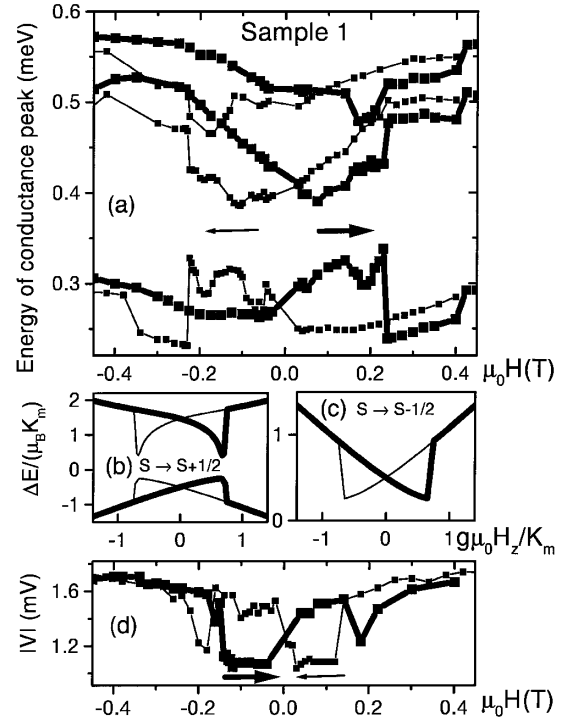 Sample 1
Energy of conductance peak (meV)
0.6
0.5
0.4
0.3
(a)
-0.4 -0.2 0.0 0.2 0.4 μ₀H(T)
ΔE/(μ_BK_m)
2
1
0
-1
(b) S → S+1/2
(c) S → S-1/2
1
0
-1 0 1 -1 0 1 gμ₀H_z/K_m
|V| (mV)
1.6
1.2
(d)
-0.4 -0.2 0.0 0.2 0.4 μ₀H(T)